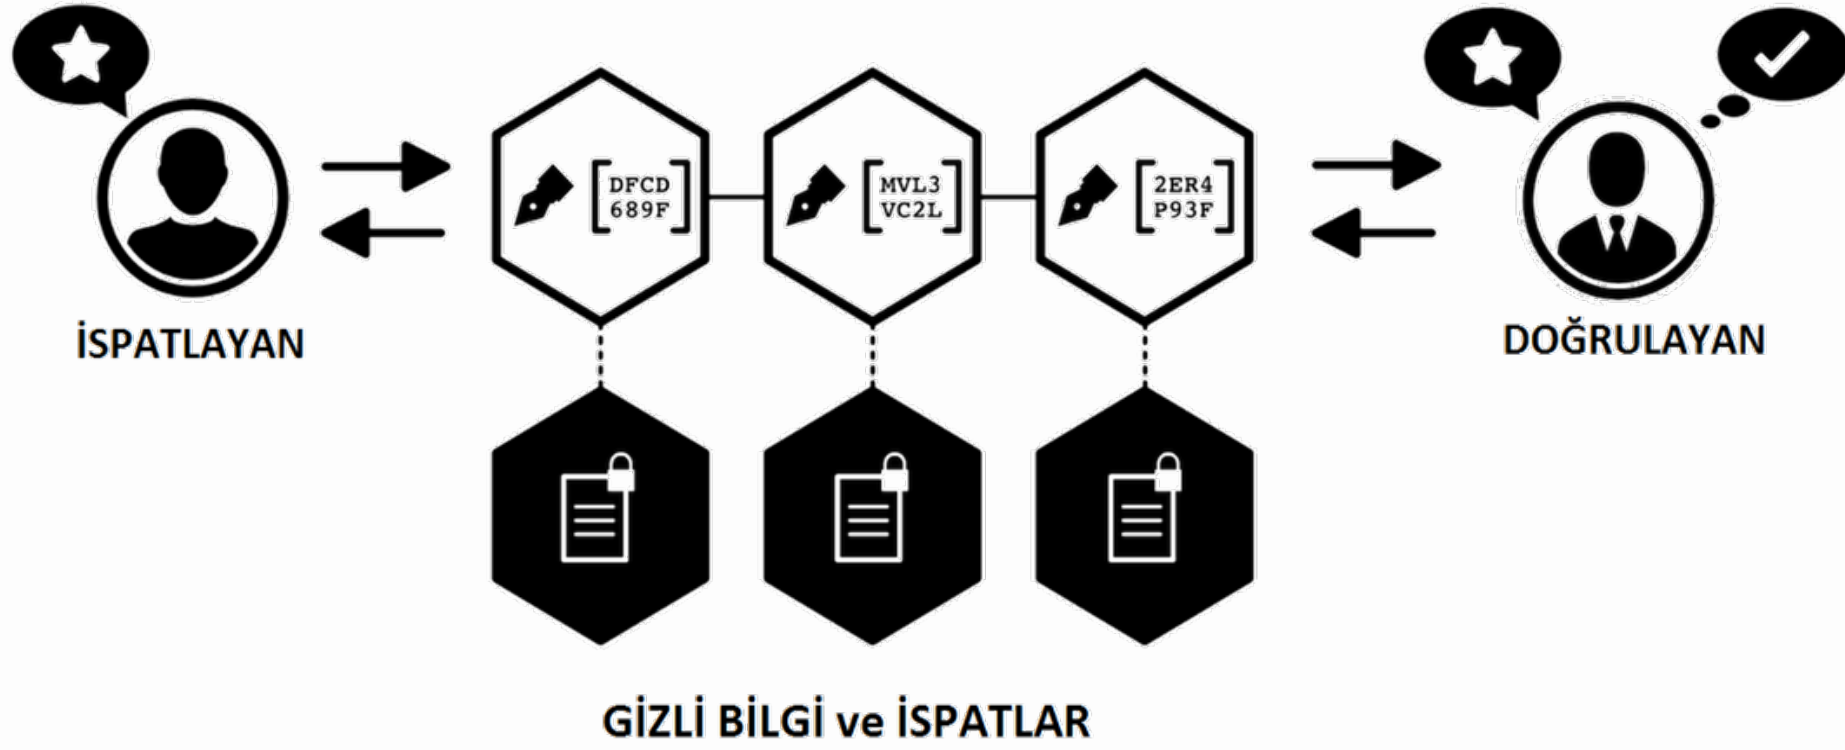 DFCD
689F
MVL3
VC2L
2ER4
P93F
İSPATLAYAN
DOĞRULAYAN
GİZLİ BİLGİ ve İSPATLAR